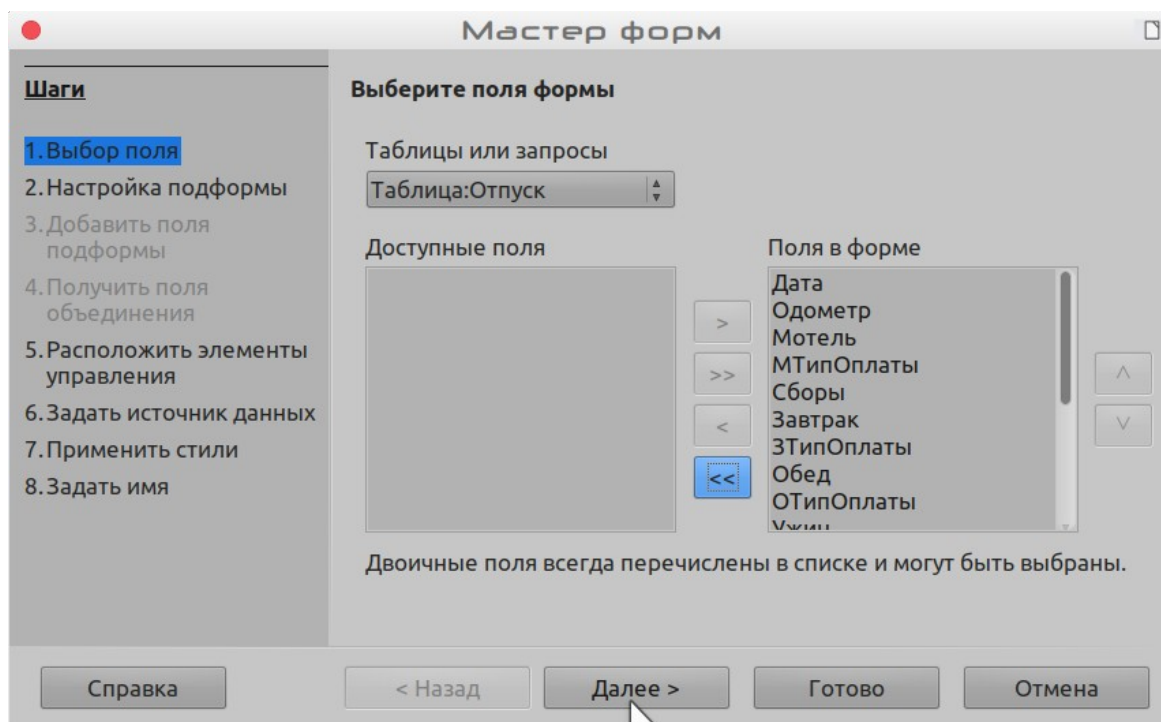 Мастер форм
Шаги
1. Выбор поля
2. Настройка подформы
3. Добавить поля
подформы
4. Получить поля
объединения
5. Расположить элементы
управления
6. Задать источник данных
7. Применить стили
8. Задать имя
Выберите поля формы
Таблицы или запросы
Таблица:Отпуск
Доступные поля
>
>>
<
<<
Поля в форме
Дата
Одометр
Мотель
МТипОплаты
Сборы
Завтрак
ЗТипОплаты
Обед
ОТипОплаты
Ужин
Двоичные поля всегда перечислены в списке и могут быть выбраны.
Справка
< Назад
Далее >
Готово
Отмена